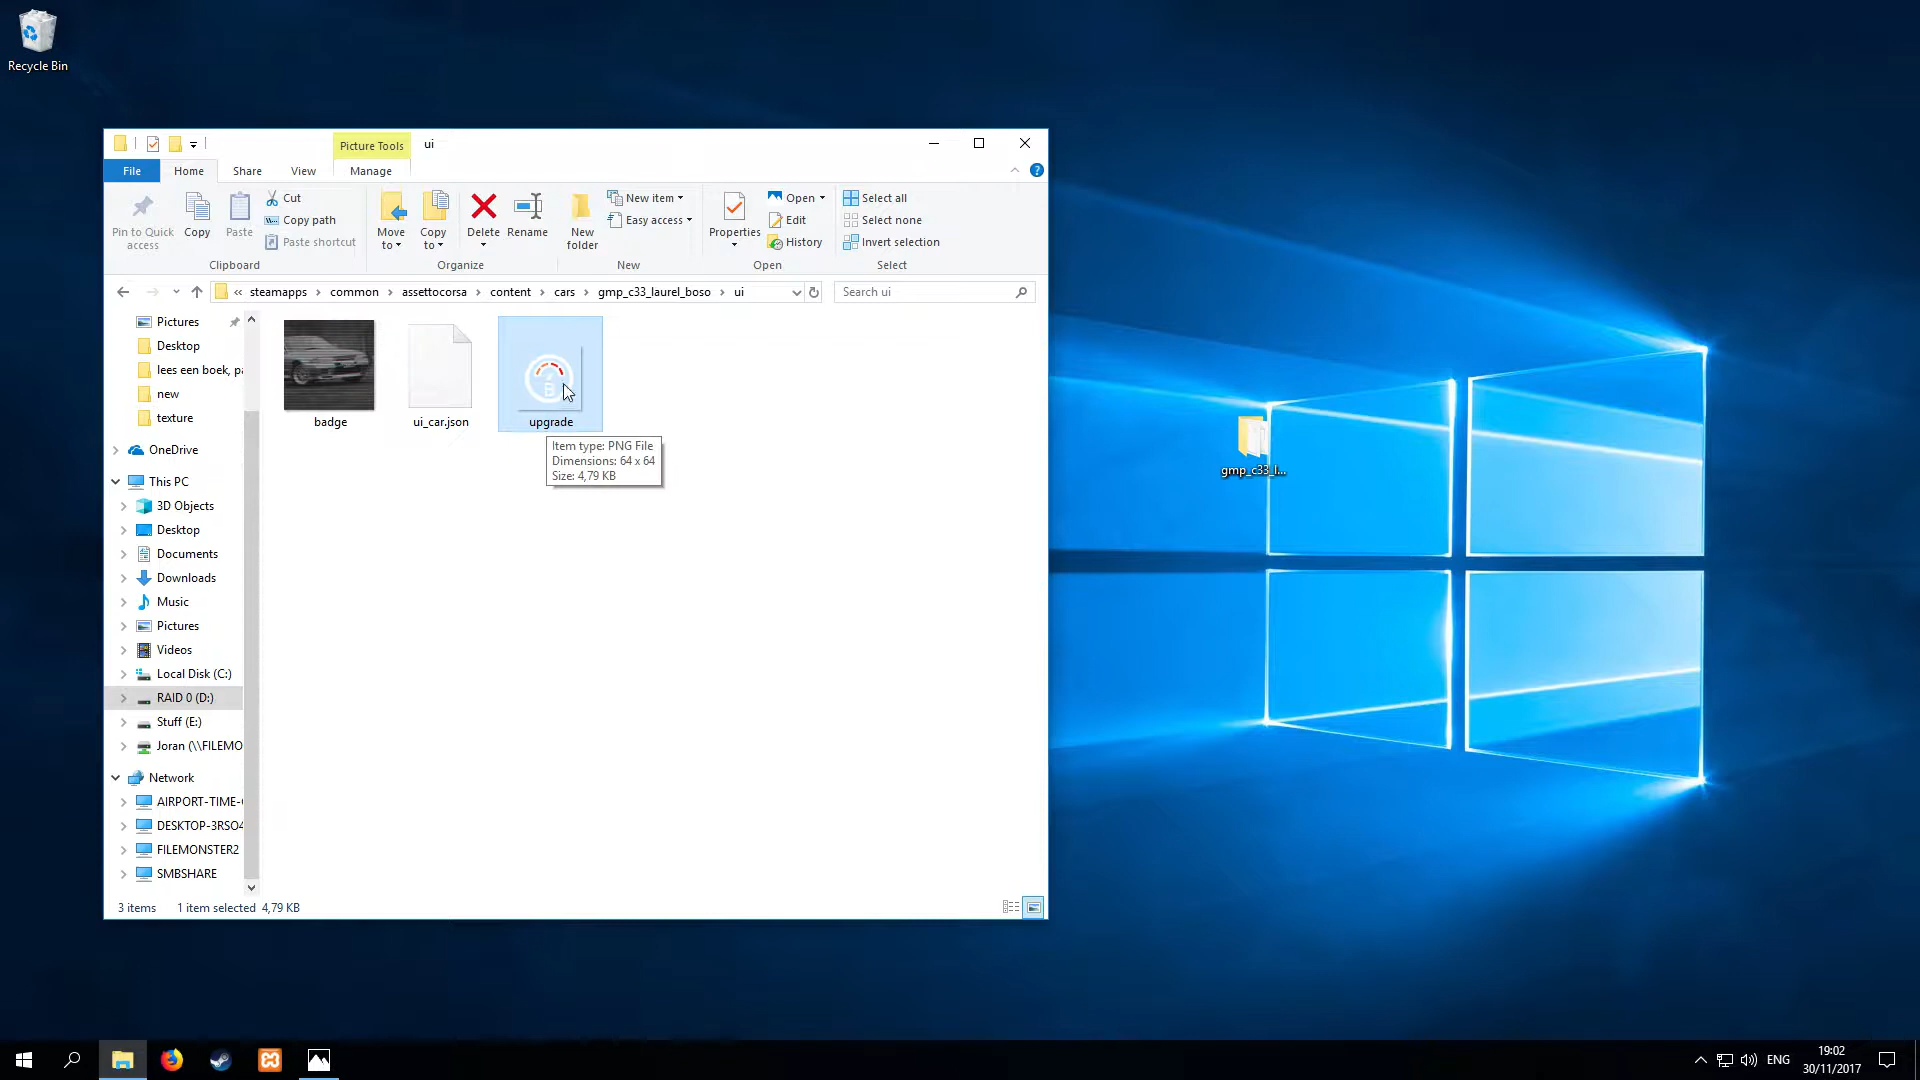 Recycle Bin
Picture Tools
ui
File
Home
Share
View
Manage
Pin to Quick access
Copy
Paste
Cut
Copy path
Paste shortcut
Clipboard
Move to
Copy to
Delete
Rename
Organize
New folder
New item
Easy access
New
Properties
Open
Edit
History
Open
Select all
Select none
Invert selection
Select
« steamapps › common › assettocorsa › content › cars › gmp_c33_laurel_boso › ui
Search ui
Pictures
Desktop
lees een boek, pa
new
texture
OneDrive
This PC
3D Objects
Desktop
Documents
Downloads
Music
Pictures
Videos
Local Disk (C:)
RAID 0 (D:)
Stuff (E:)
Joran (\\FILEMO
Network
AIRPORT-TIME-
DESKTOP-3RSO4
FILEMONSTER2
SMBSHARE
B
badge
ui_car.json
upgrade
Item type: PNG File
Dimensions: 64 x 64
Size: 4,79 KB
3 items
1 item selected 4,79 KB
gmp_c33_l...
ENG
19:02
30/11/2017